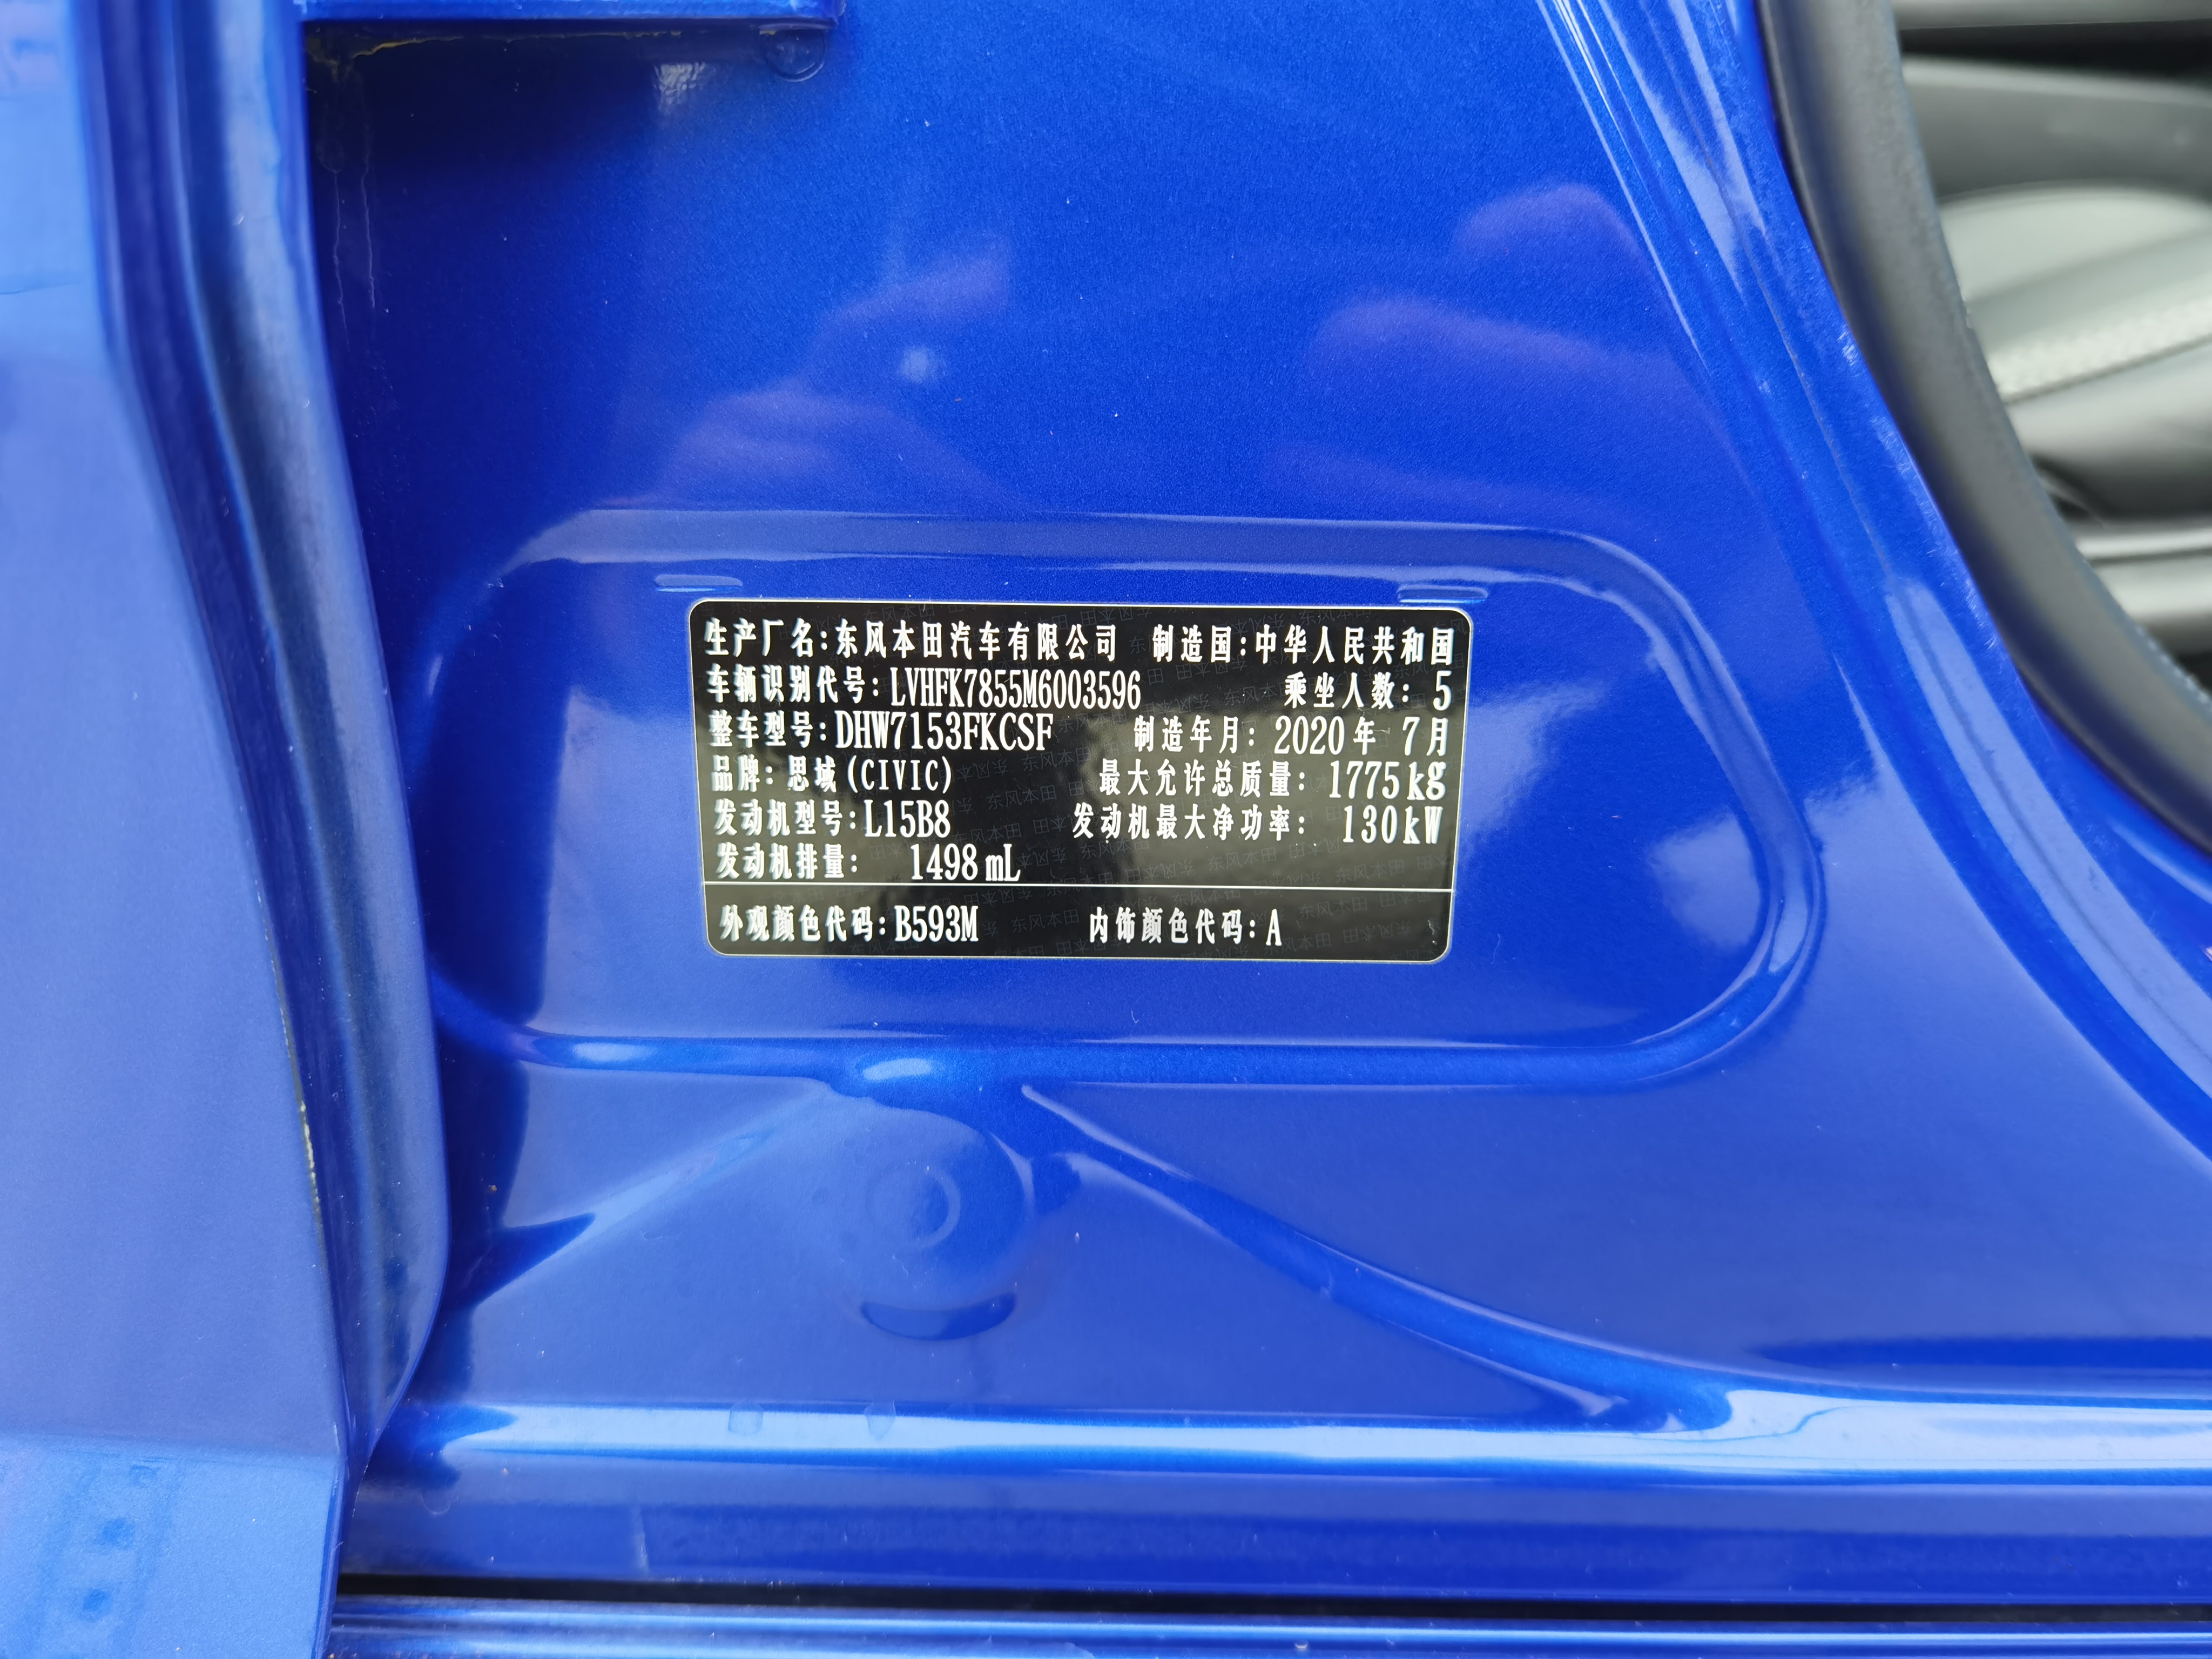 生产厂名:东风本田汽车有限公司 制造国:中华人民共和国
车辆识别代号:LVHFK7855M6003596 乘坐人数: 5
整车型号:DHW7153FKCSF 制造年月: 2020年 7月
品牌: 思域(CIVIC) 最大允许总质量: 1775kg
发动机型号:L15B8 发动机最大净功率: 130kW
发动机排量: 1498mL
外观颜色代码:B593M 内饰颜色代码:A